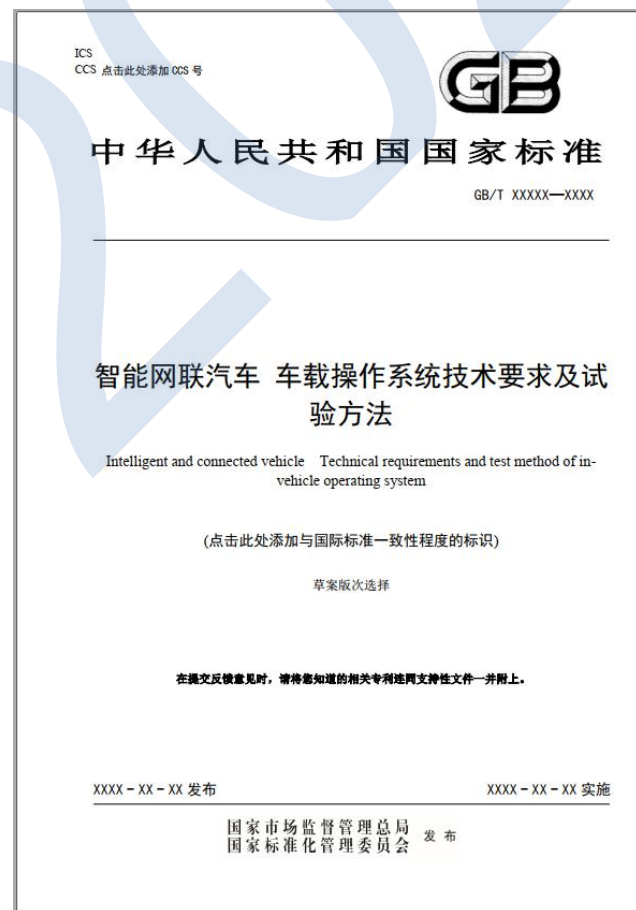 ICS
CCS 点击此处添加 CCS 号
GB
中华人民共和国国家标准
GB/T XXXXX—XXXX
智能网联汽车 车载操作系统技术要求及试
验方法
Intelligent and connected vehicle Technical requirements and test method of in-
vehicle operating system
(点击此处添加与国际标准一致性程度的标识)
草案版次选择
在提交反馈意见时，请将您知道的相关专利连同支持性文件一并附上。
XXXX-XX-XX 发布
XXXX-XX-XX 实施
国家市场监督管理总局
国家标准化管理委员会
发 布